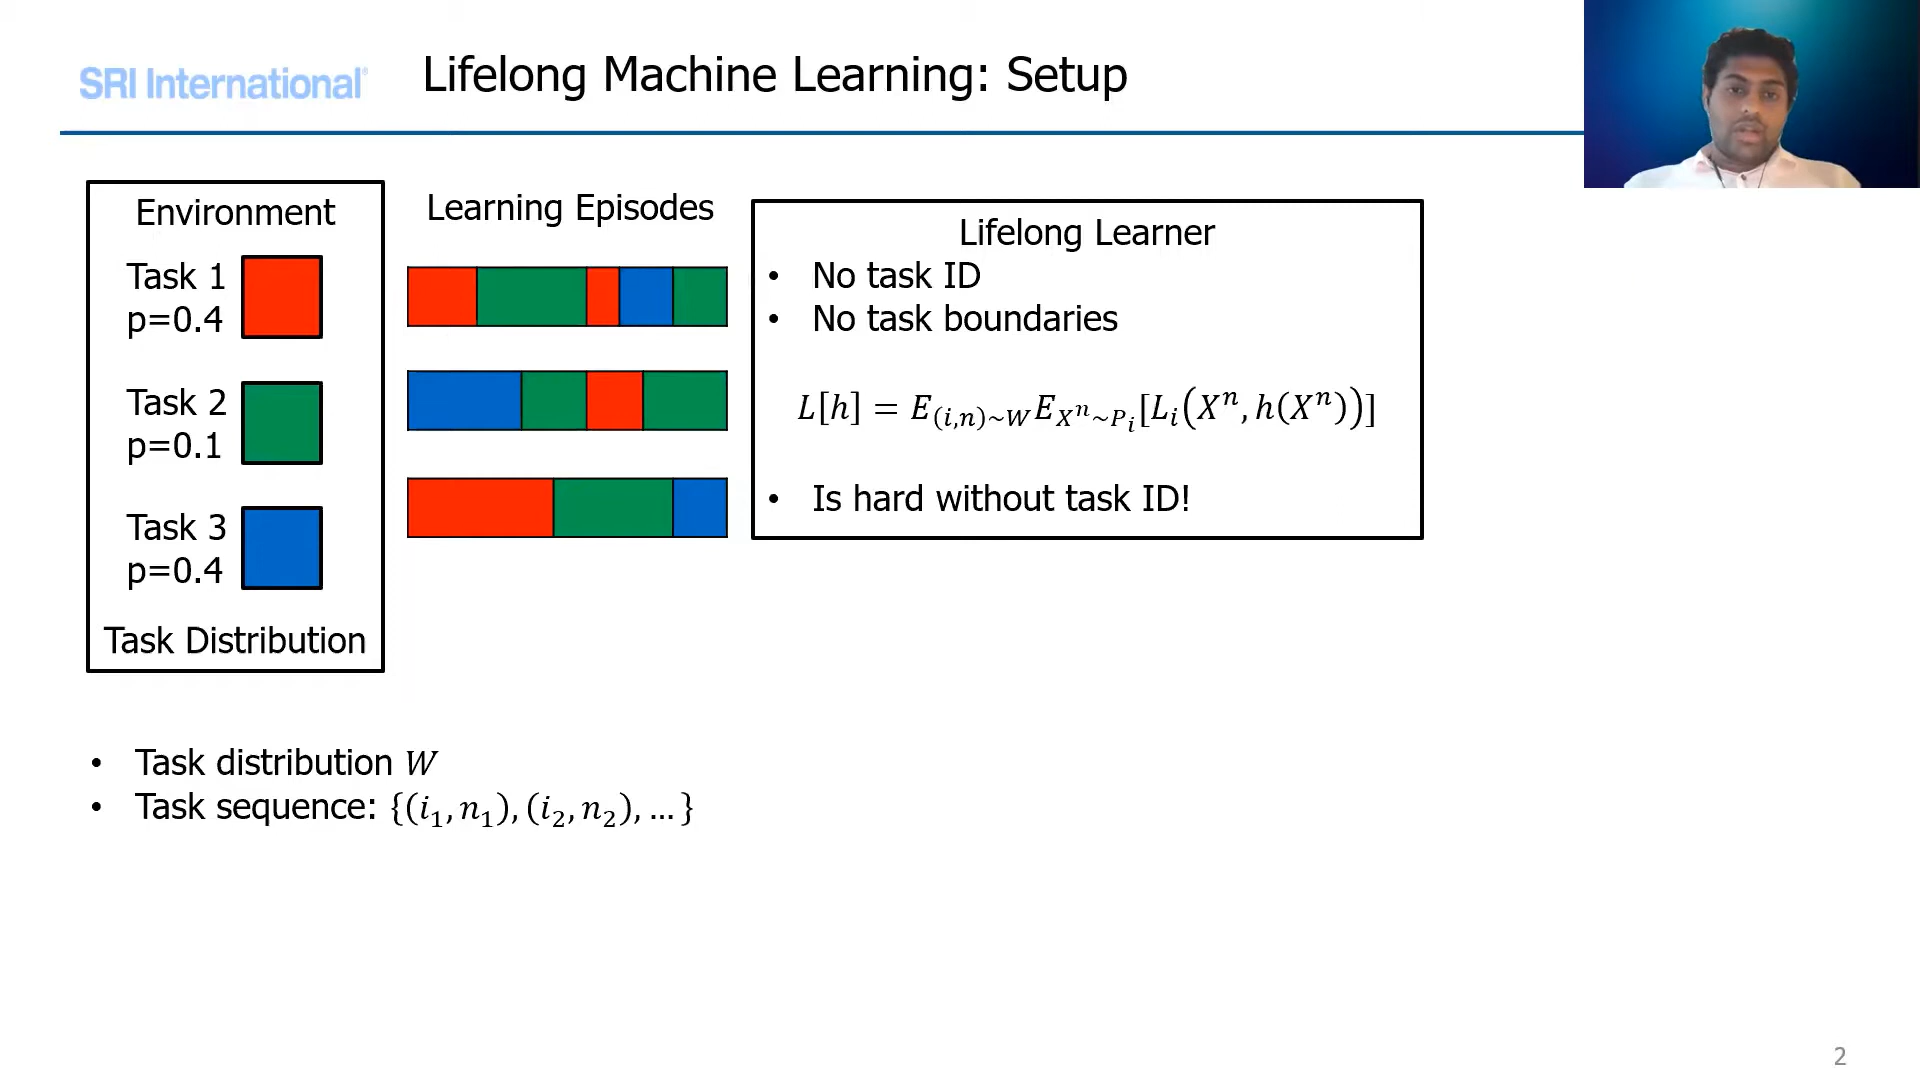 SRI International®
Lifelong Machine Learning: Setup
Environment
Task 1
p=0.4
Task 2
p=0.1
Task 3
p=0.4
Task Distribution
Learning Episodes
Lifelong Learner
• No task ID
• No task boundaries
L[h] = E_{(i,n)~W} E_{X^n~P_i}[L_i(X^n, h(X^n))]
• Is hard without task ID!
• Task distribution W
• Task sequence: {(i_1, n_1), (i_2, n_2), … }
2